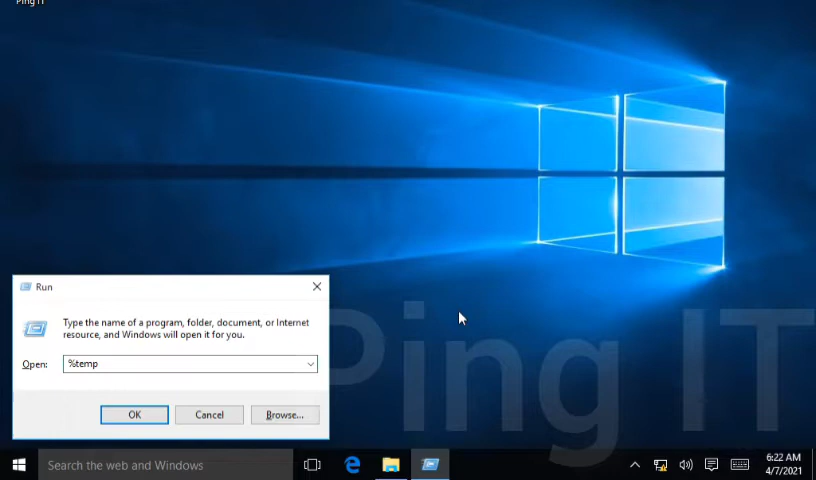 Ping IT
Run
Type the name of a program, folder, document, or Internet
resource, and Windows will open it for you.
Open: %temp
OK Cancel Browse...
Ping IT
Search the web and Windows
6:22 AM
4/7/2021